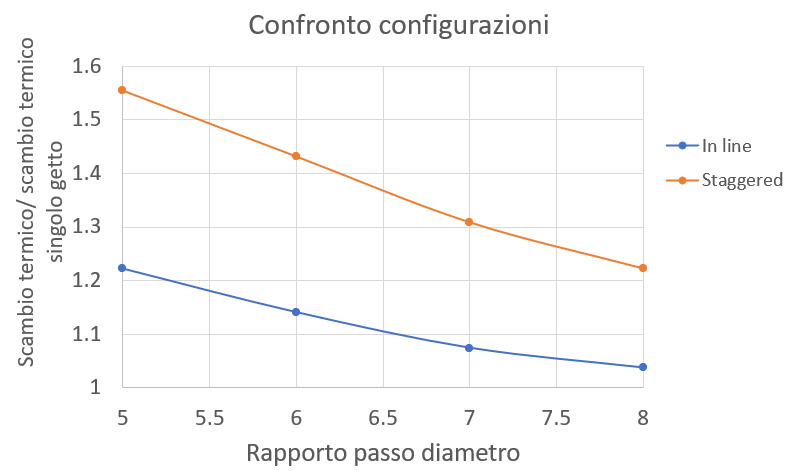 Confronto configurazioni
Scambio termico/ scambio termico
singolo getto
1.6
1.5
1.4
1.3
1.2
1.1
1
5 5.5 6 6.5 7 7.5 8
Rapporto passo diametro
In line
Staggered